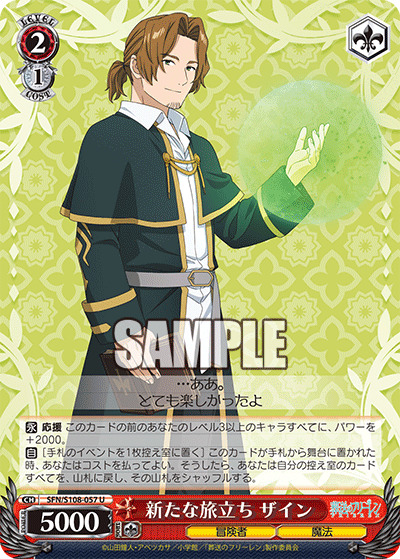 LEVEL
2
1
COST
SAMPLE
…ああ。
とても楽しかったよ
永 応援 このカードの前のあなたのレベル3以上のキャラすべてに、パワーを
+2000。
自 [手札のイベントを1枚控え室に置く] このカードが手札から舞台に置かれた
時、あなたはコストを払ってよい。そうしたら、あなたは自分の控え室のカード
すべてを、山札に戻し、その山札をシャッフルする。
CH SFN/S108-057 U
5000
新たな旅立ち ザイン
葬送のフリーレン
冒険者
魔法
©山田鐘人・アベツカサ/小学館/「葬送のフリーレン」製作委員会